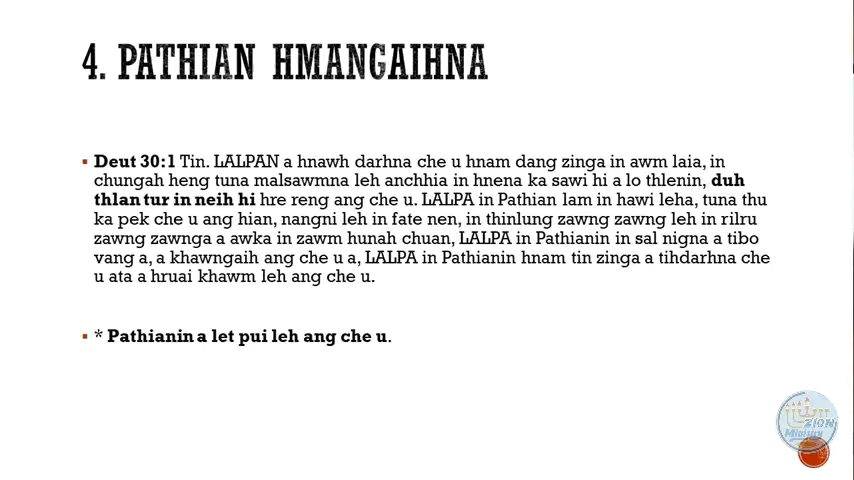 4. PATHIAN HMANGAIHNA
▪ Deut 30:1 Tin. LALPAN a hnawh darhna che u hnam dang zinga in awm laia, in
chungah heng tuna malsawmna leh anchhia in hnena ka sawi hi a lo thlenin, duh
thlan tur in neih hi hre reng ang che u. LALPA in Pathian lam in hawi leha, tuna thu
ka pek che u ang hian, nangni leh in fate nen, in thinlung zawng zawng leh in rilru
zawng zawnga a awka in zawm hunah chuan, LALPA in Pathianin in sal nigna a tibo
vang a, a khawngaih ang che u a, LALPA in Pathianin hnam tin zinga a tihdarhna che
u ata a hruai khawm leh ang che u.
▪ * Pathianin a let pui leh ang che u.
ZION
Ministry